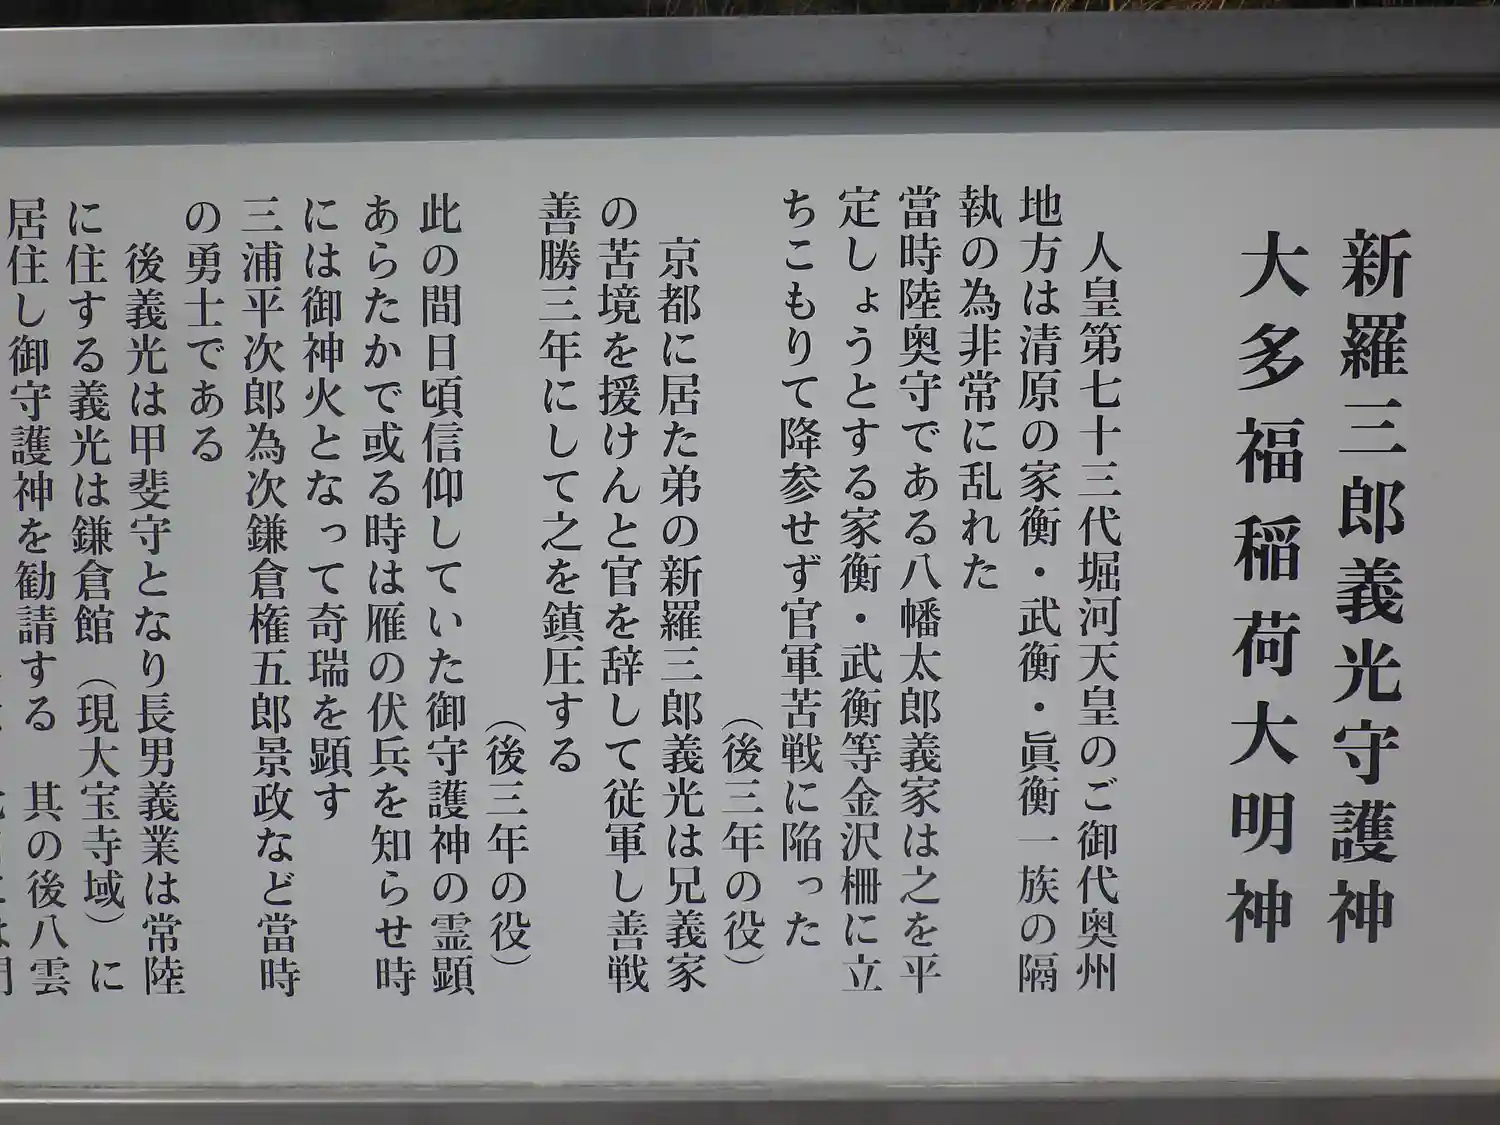 新羅三郎義光守護神
大多福稲荷大明神
人皇第七十三代堀河天皇のご御代奥州
地方は清原の家衡・武衡・眞衡一族の隔
執の為非常に乱れた
當時陸奥守である八幡太郎義家は之を平
定しょうとする家衡・武衡等金沢柵に立
ちこもりて降参せず官軍苦戦に陥った
(後三年の役)
京都に居た弟の新羅三郎義光は兄義家
の苦境を援けんと官を辞して従軍し善戦
善勝三年にして之を鎮圧する
(後三年の役)
此の間日頃信仰していた御守護神の霊顕
あらたかで或る時は雁の伏兵を知らせ時
には御神火となって奇瑞を顕す
三浦平次郎為次鎌倉権五郎景政など當時
の勇士である
後義光は甲斐守となり長男義業は常陸
に住する義光は鎌倉館(現大宝寺域)に
居住し御守護神を勧請する 其の後八雲